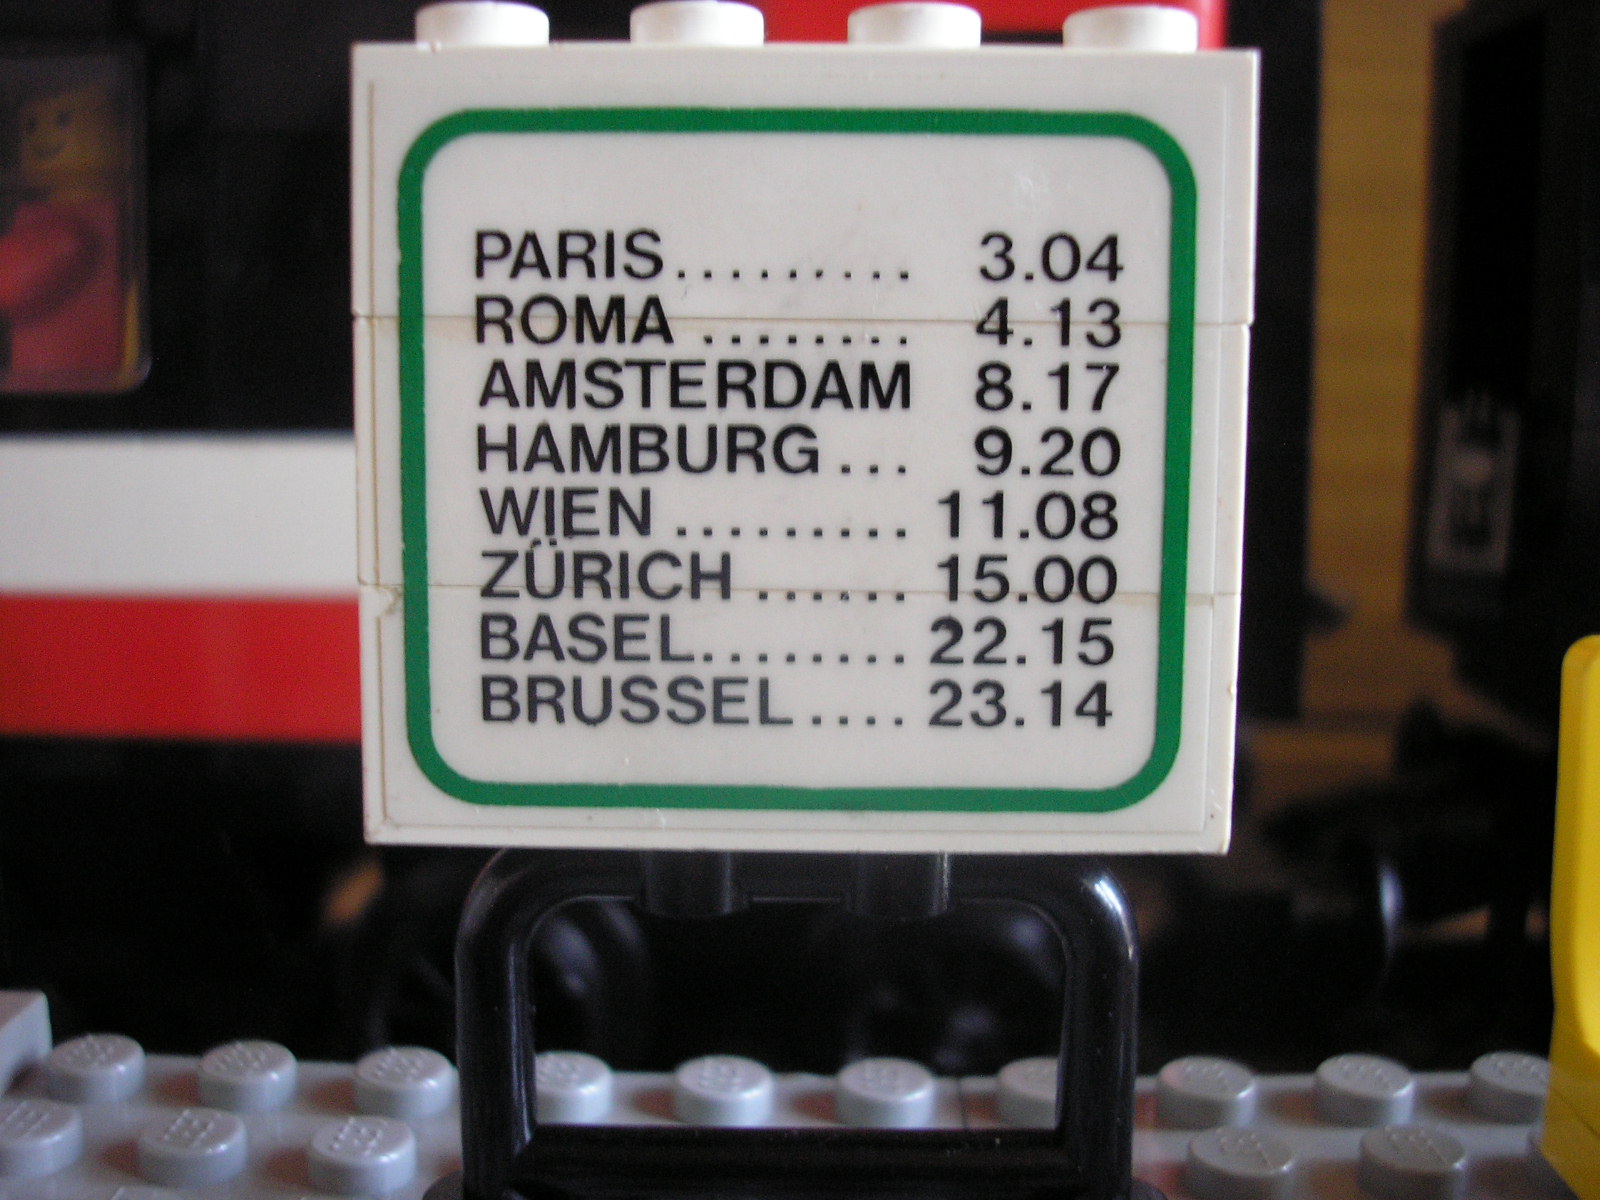 PARIS......... 3.04
ROMA ........ 4.13
AMSTERDAM 8.17
HAMBURG... 9.20
WIEN ......... 11.08
ZÜRICH ...... 15.00
BASEL........ 22.15
BRUSSEL.... 23.14